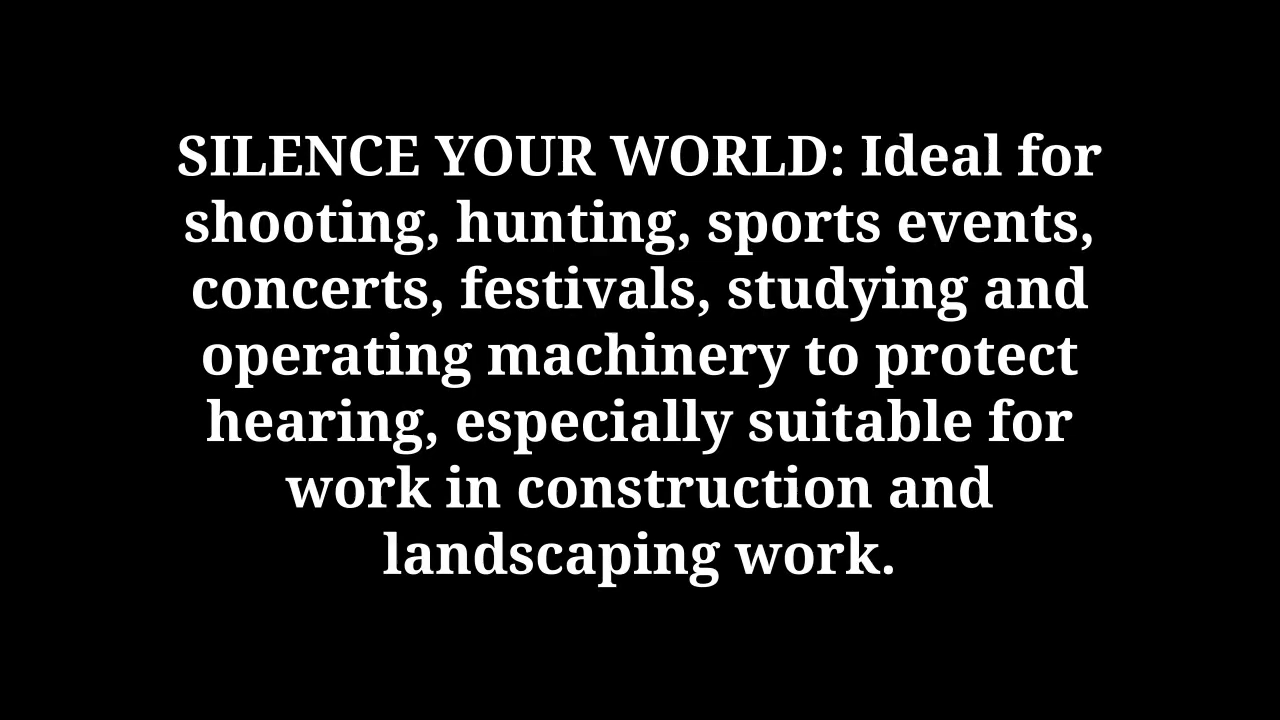 SILENCE YOUR WORLD: Ideal for
shooting, hunting, sports events,
concerts, festivals, studying and
operating machinery to protect
hearing, especially suitable for
work in construction and
landscaping work.